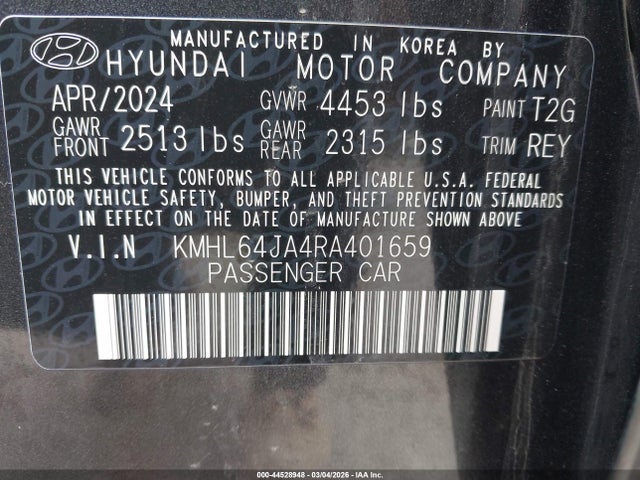 MANUFACTURED IN KOREA BY
HYUNDAI MOTOR COMPANY
APR/2024 GVWR 4453 lbs PAINT T2G
GAWR FRONT 2513 lbs GAWR REAR 2315 lbs TRIM REY
THIS VEHICLE CONFORMS TO ALL APPLICABLE U.S.A. FEDERAL
MOTOR VEHICLE SAFETY, BUMPER, AND THEFT PREVENTION STANDARDS
IN EFFECT ON THE DATE OF MANUFACTURE SHOWN ABOVE
V.I.N KMHL64JA4RA401659
PASSENGER CAR
000-44528948 - 03/04/2026 - IAA Inc.